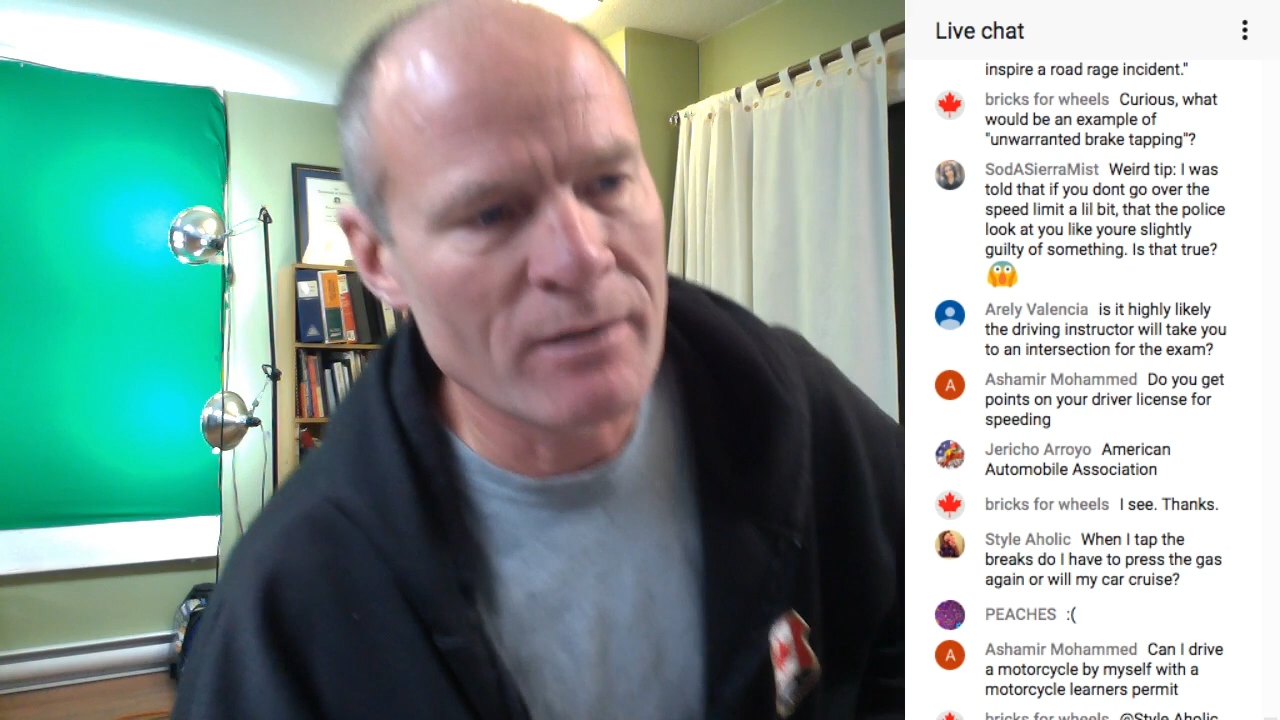 Live chat
inspire a road rage incident."
bricks for wheels Curious, what
would be an example of
"unwarranted brake tapping"?
SodASierraMist Weird tip: I was
told that if you dont go over the
speed limit a lil bit, that the police
look at you like youre slightly
guilty of something. Is that true?
Arely Valencia is it highly likely
the driving instructor will take you
to an intersection for the exam?
A
Ashamir Mohammed Do you get
points on your driver license for
speeding
Jericho Arroyo American
Automobile Association
bricks for wheels I see. Thanks.
Style Aholic When I tap the
breaks do I have to press the gas
again or will my car cruise?
PEACHES :(
A
Ashamir Mohammed Can I drive
a motorcycle by myself with a
motorcycle learners permit
bricks for wheels @Style Aholic